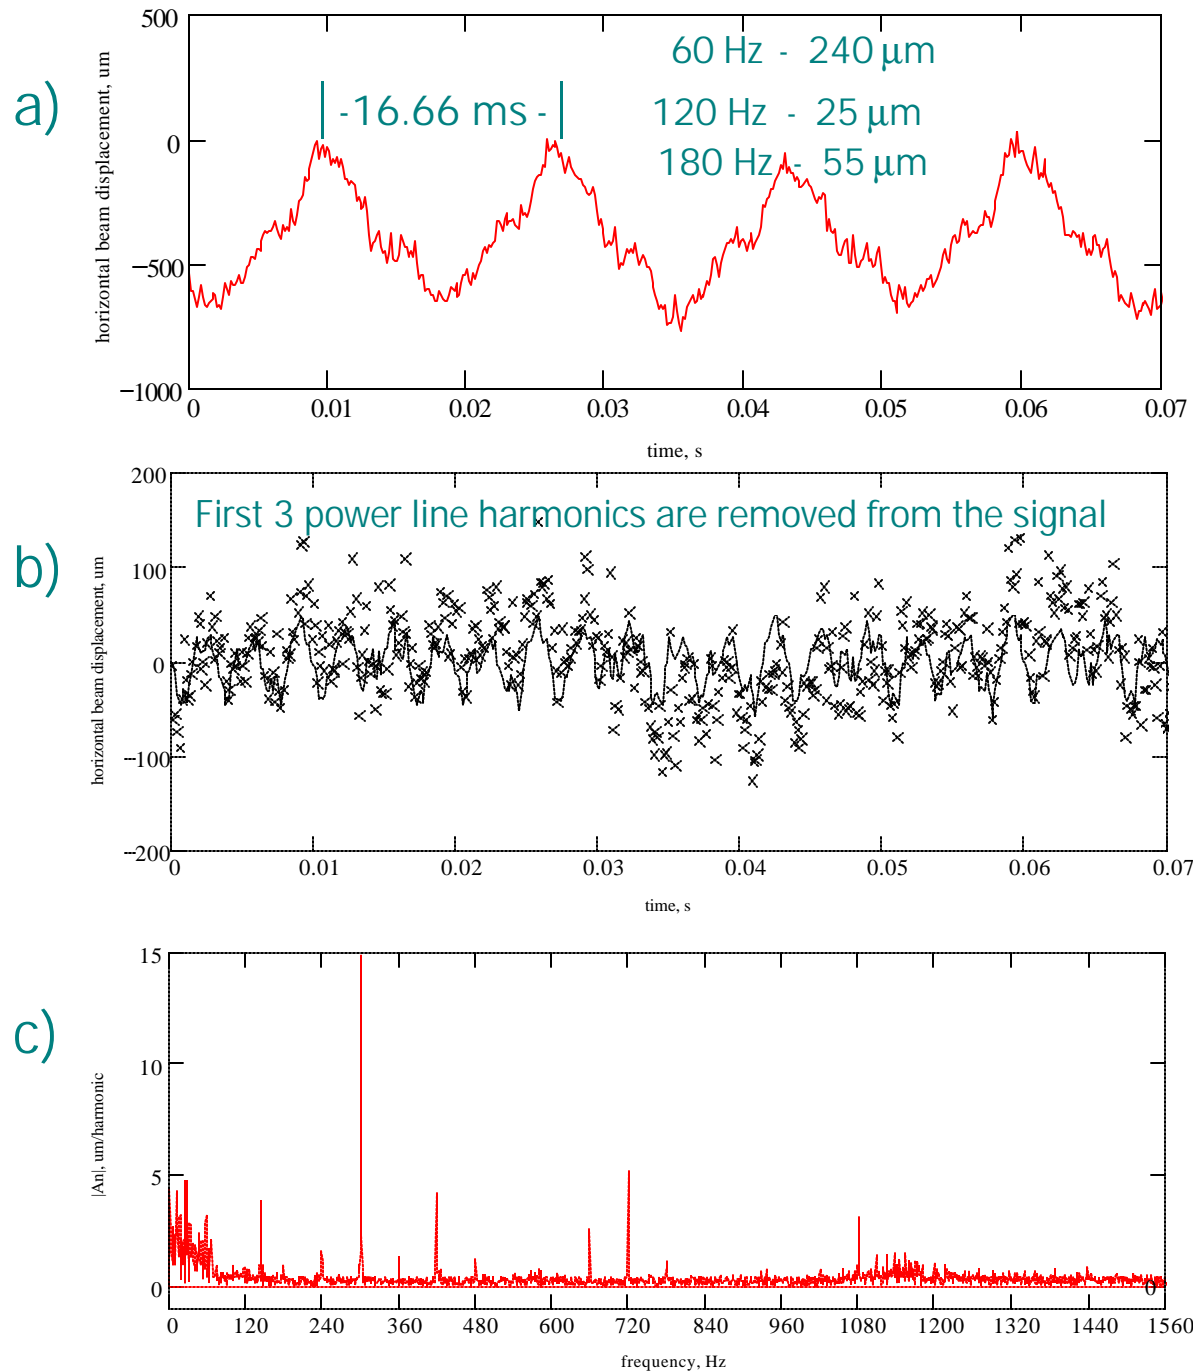 a)
500
0
−500
−1000
horizontal beam displacement, um
60 Hz - 240 µm
-16.66 ms -
120 Hz - 25 µm
180 Hz - 55 µm
0 0.01 0.02 0.03 0.04 0.05 0.06 0.07
time, s
b)
200
100
0
−100
−200
horizontal beam displacement, um
First 3 power line harmonics are removed from the signal
0 0.01 0.02 0.03 0.04 0.05 0.06 0.07
time, s
c)
15
10
5
0
|An|, um/harmonic
0
0 120 240 360 480 600 720 840 960 1080 1200 1320 1440 1560
frequency, Hz